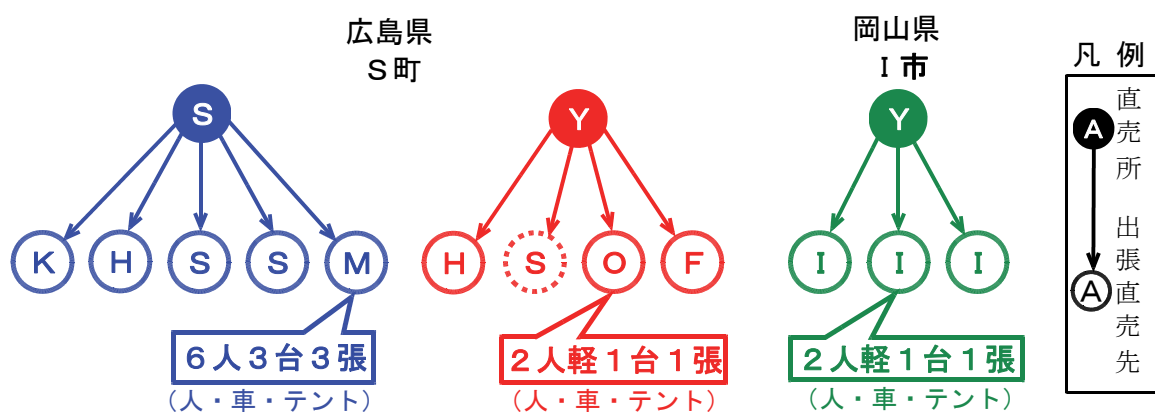 広島県
S町
岡山県
I市
凡 例
S
Y
Y
A
直売所
K
H
S
S
M
H
S
O
F
I
I
I
A
出張直売先
6人3台3張
2人軽1台1張
2人軽1台1張
(人・車・テント)
(人・車・テント)
(人・車・テント)